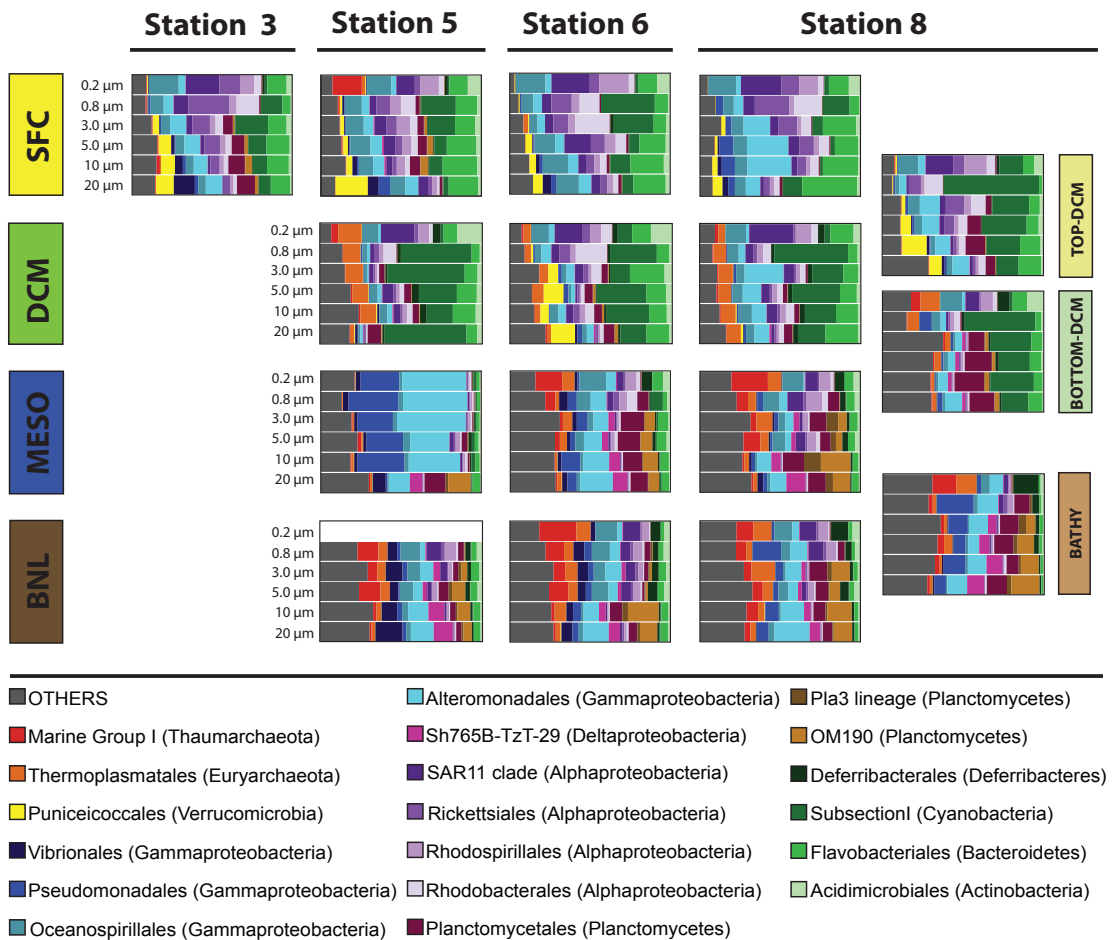 Station 3 Station 5 Station 6 Station 8
SFC
0.2 µm
0.8 µm
3.0 µm
5.0 µm
10 µm
20 µm
TOP-DCM
DCM
0.2 µm
0.8 µm
3.0 µm
5.0 µm
10 µm
20 µm
BOTTOM-DCM
MESO
0.2 µm
0.8 µm
3.0 µm
5.0 µm
10 µm
20 µm
BATHY
BNL
0.2 µm
0.8 µm
3.0 µm
5.0 µm
10 µm
20 µm
OTHERS
Marine Group I (Thaumarchaeota)
Thermoplasmatales (Euryarchaeota)
Puniceicoccales (Verrucomicrobia)
Vibrionales (Gammaproteobacteria)
Pseudomonadales (Gammaproteobacteria)
Oceanospirillales (Gammaproteobacteria)
Alteromonadales (Gammaproteobacteria)
Sh765B-TzT-29 (Deltaproteobacteria)
SAR11 clade (Alphaproteobacteria)
Rickettsiales (Alphaproteobacteria)
Rhodospirillales (Alphaproteobacteria)
Rhodobacterales (Alphaproteobacteria)
Planctomycetales (Planctomycetes)
Pla3 lineage (Planctomycetes)
OM190 (Planctomycetes)
Deferribacterales (Deferribacteres)
SubsectionI (Cyanobacteria)
Flavobacteriales (Bacteroidetes)
Acidimicrobiales (Actinobacteria)